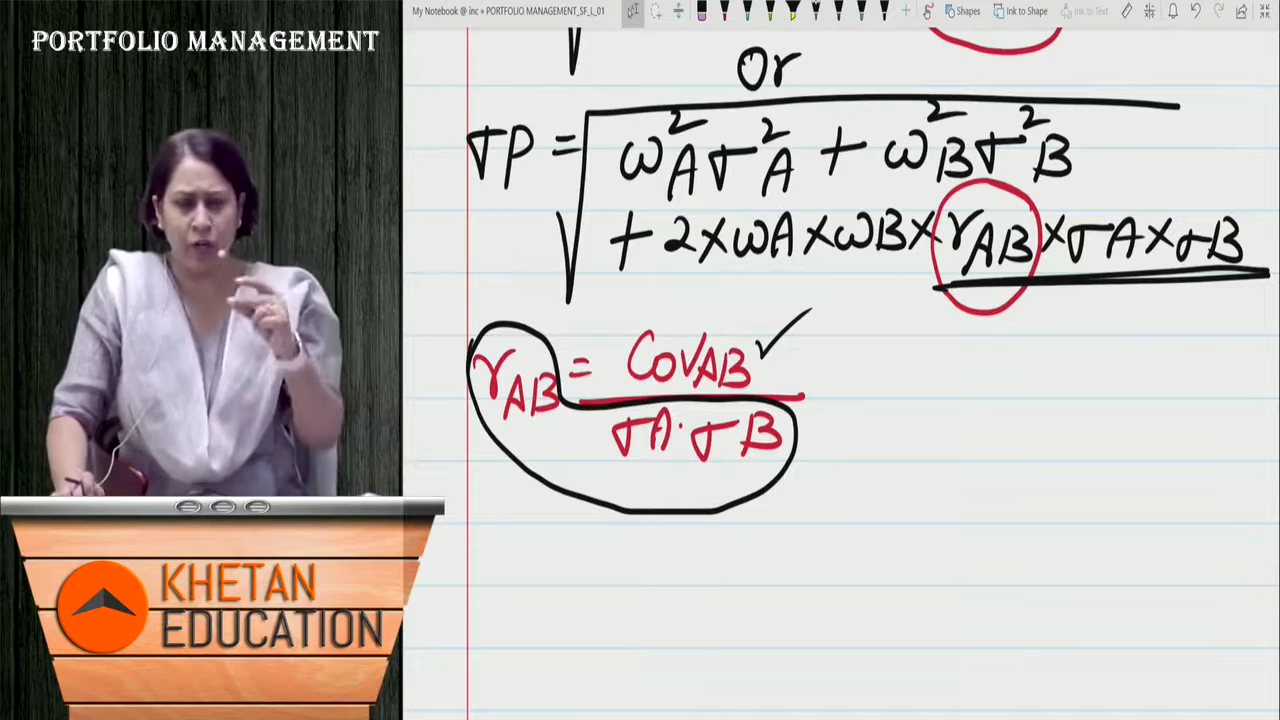 My Notebook @ inc » PORTFOLIO MANAGEMENT_SF_L_01
Shapes
Ink to Shape
Ink to Text
PORTFOLIO MANAGEMENT
Or
σP = √ω²Aσ²A + ω²Bσ²B
+ 2×ωA×ωB×rAB×σA×σB
rAB = COVAB ✓
σA·σB
KHETAN
EDUCATION